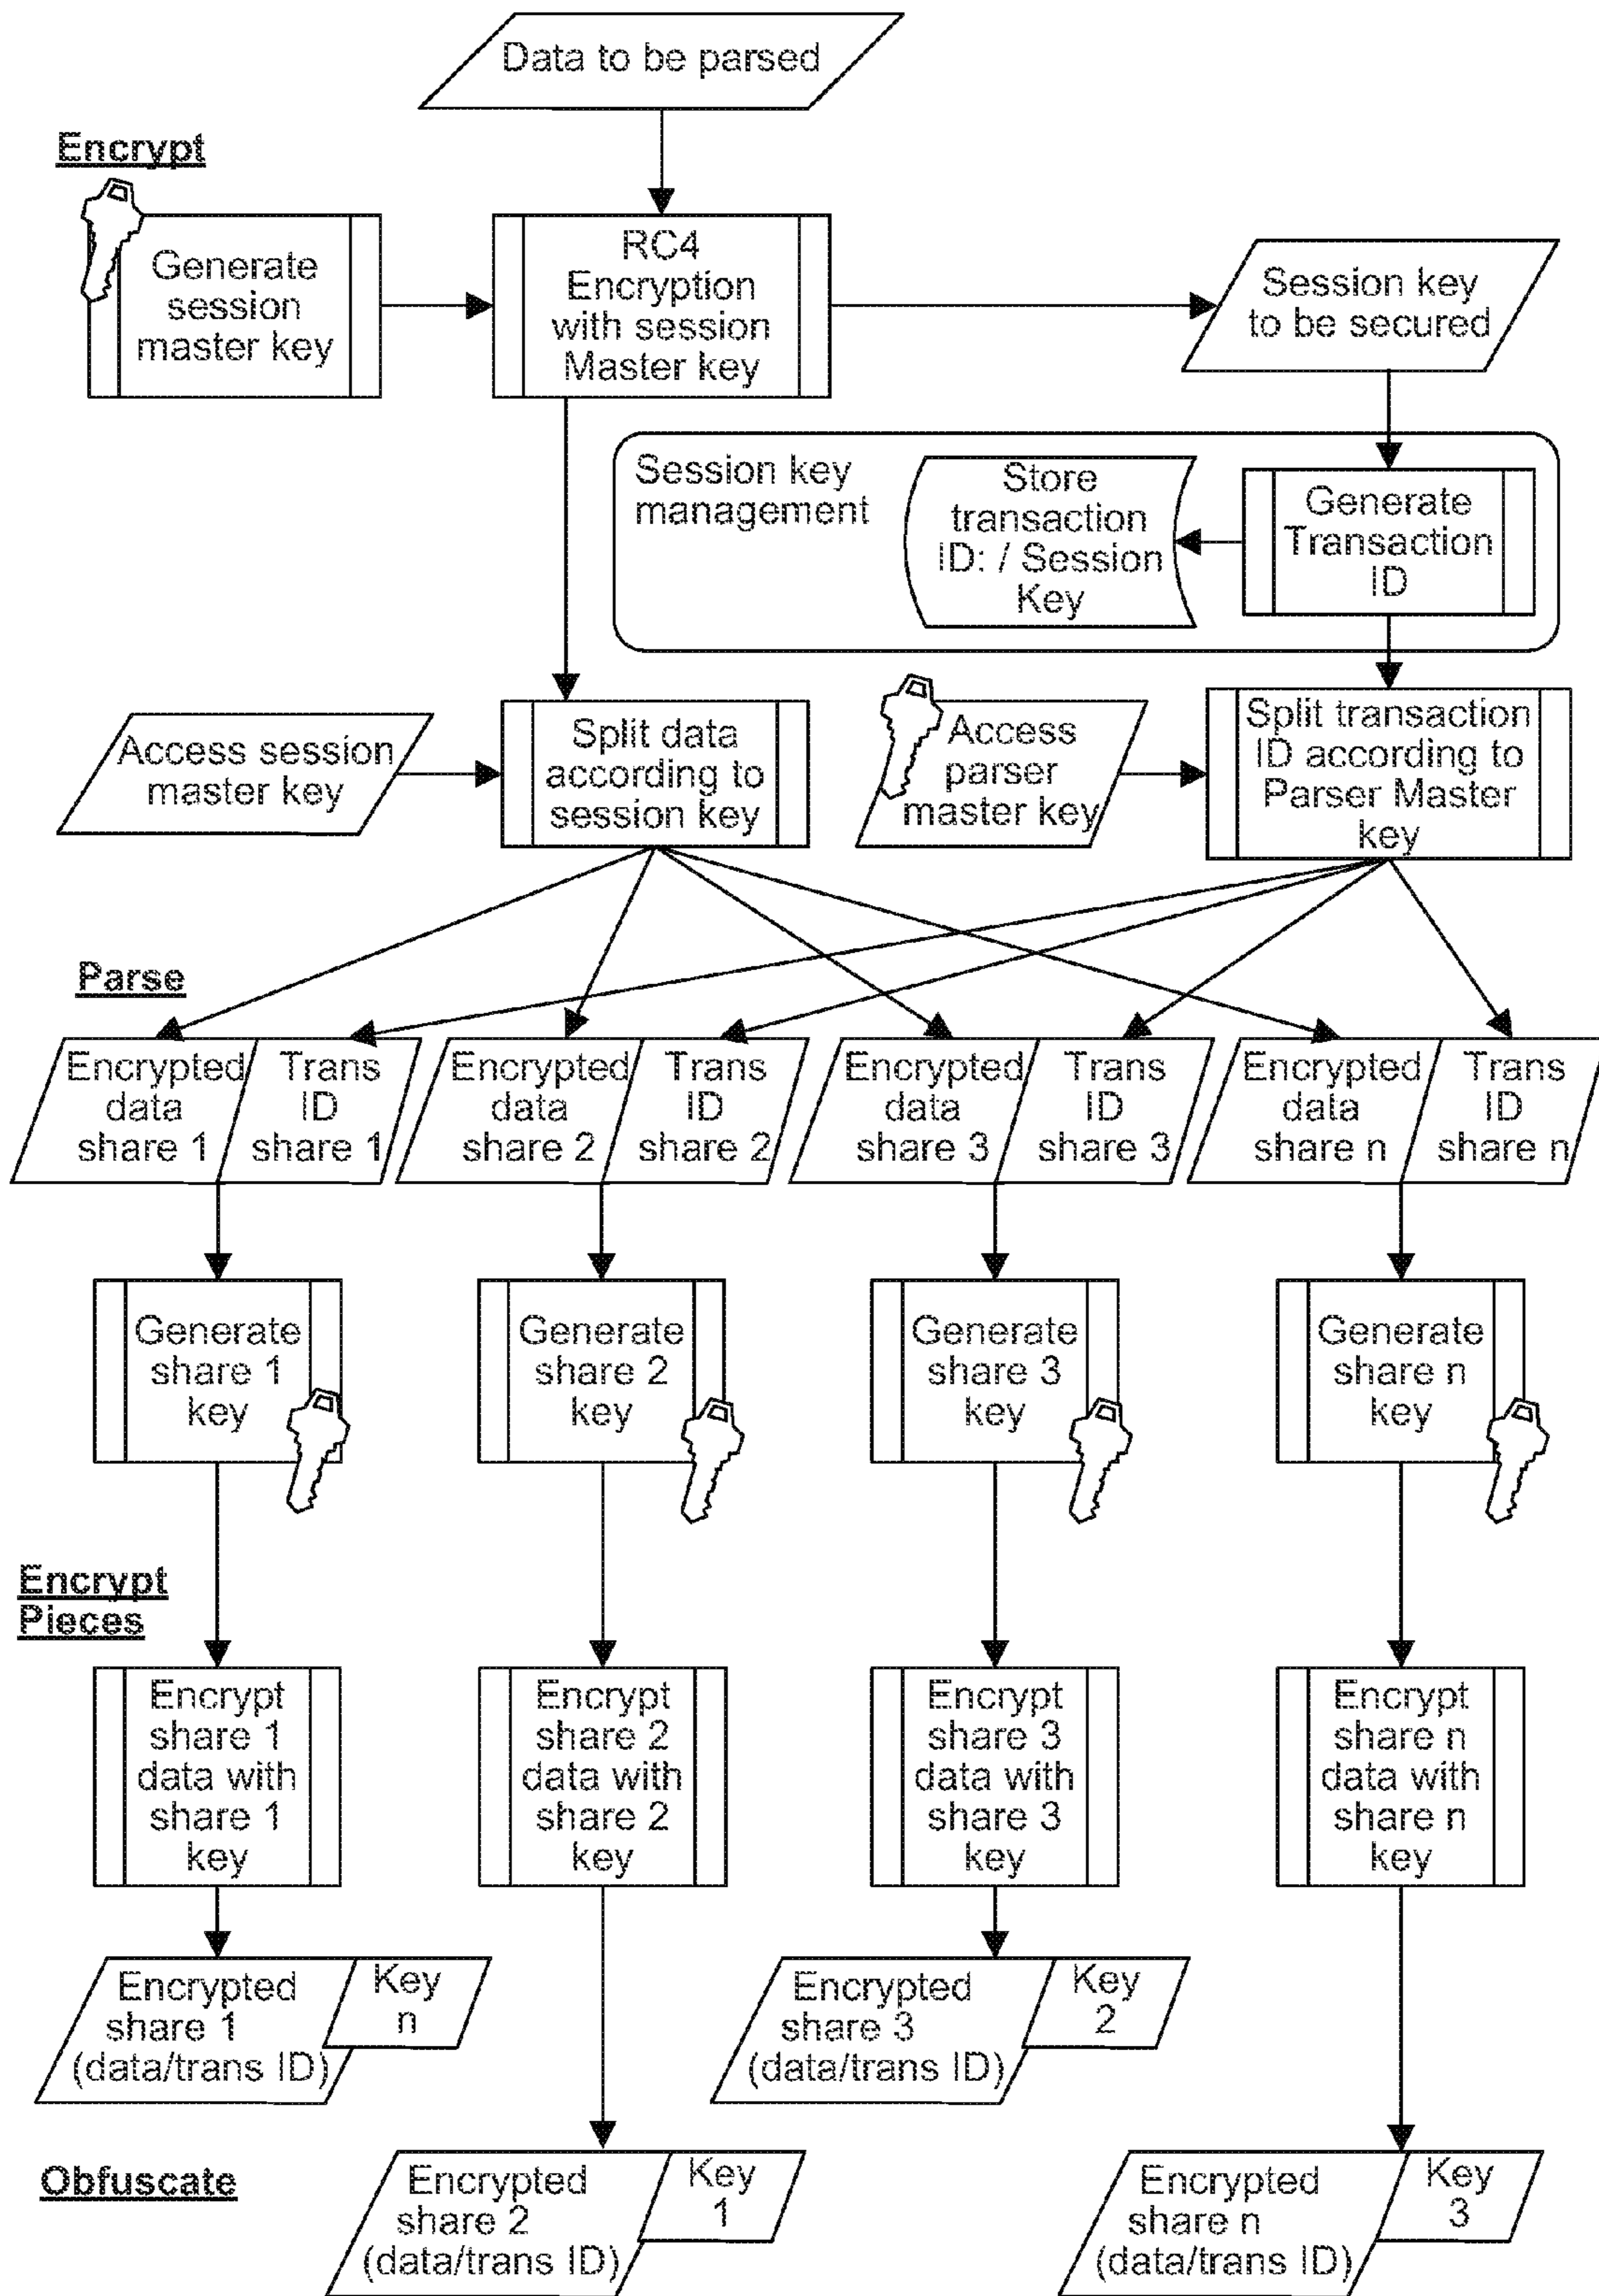 Data to be parsed
Encrypt
Generate
session
master key
RC4
Encryption
with session
Master key
Session key
to be secured
Session key
management
Store
transaction
ID: / Session
Key
Generate
Transaction
ID
Access session
master key
Split data
according to
session key
Access
parser
master key
Split transaction
ID according to
Parser Master
key
Parse
Encrypted
data
share 1
Trans
ID
share 1
Encrypted
data
share 2
Trans
ID
share 2
Encrypted
data
share 3
Trans
ID
share 3
Encrypted
data
share n
Trans
ID
share n
Generate
share 1
key
Generate
share 2
key
Generate
share 3
key
Generate
share n
key
Encrypt
Pieces
Encrypt
share 1
data with
share 1
key
Encrypt
share 2
data with
share 2
key
Encrypt
share 3
data with
share 3
key
Encrypt
share n
data with
share n
key
Encrypted
share 1
(data/trans ID)
Key
n
Encrypted
share 3
(data/trans ID)
Key
2
Obfuscate
Encrypted
share 2
(data/trans ID)
Key
1
Encrypted
share n
(data/trans ID)
Key
3